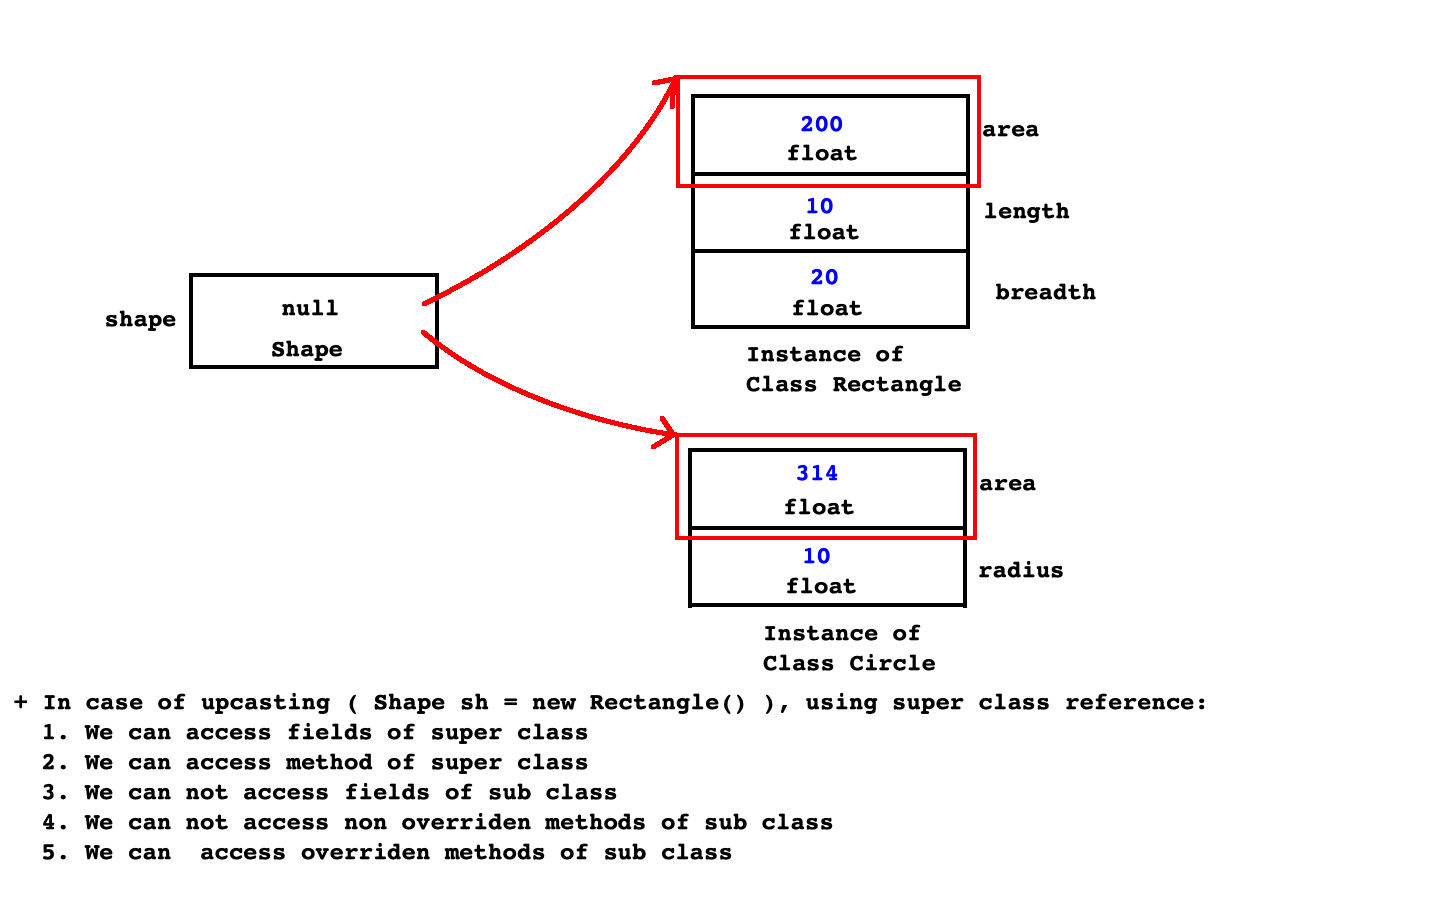 200
float
area
10
float
length
20
float
breadth
Instance of
Class Rectangle
shape
null
Shape
314
float
area
10
float
radius
Instance of
Class Circle
+ In case of upcasting ( Shape sh = new Rectangle() ), using super class reference:
1. We can access fields of super class
2. We can access method of super class
3. We can not access fields of sub class
4. We can not access non overriden methods of sub class
5. We can  access overriden methods of sub class